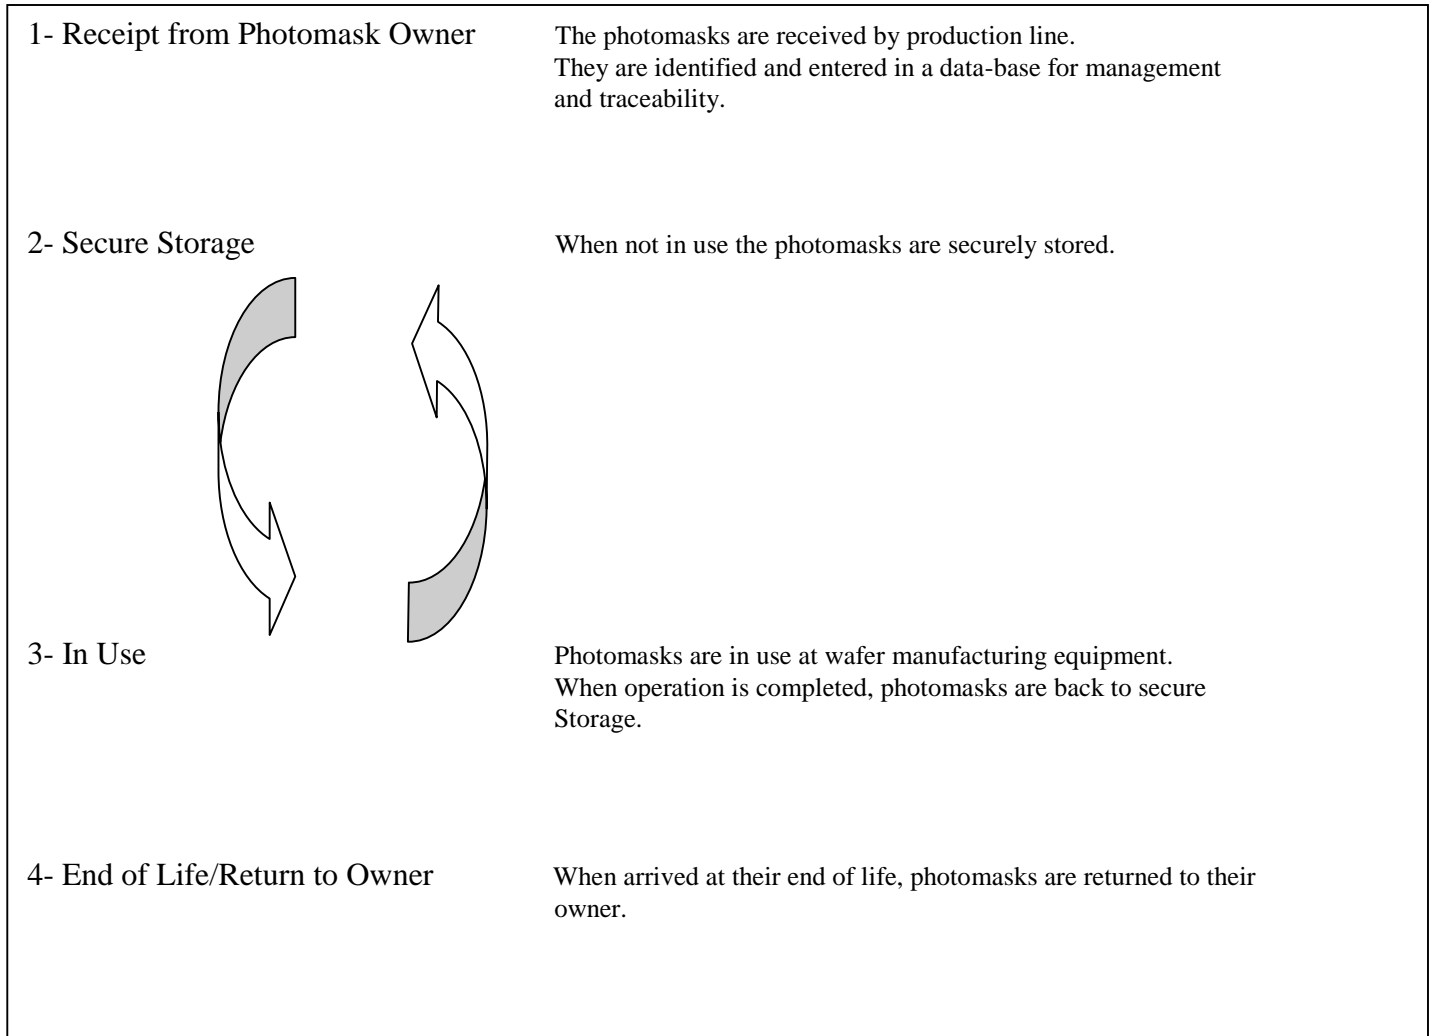 1- Receipt from Photomask Owner
The photomasks are received by production line.
They are identified and entered in a data-base for management
and traceability.
2- Secure Storage
When not in use the photomasks are securely stored.
3- In Use
Photomasks are in use at wafer manufacturing equipment.
When operation is completed, photomasks are back to secure
Storage.
4- End of Life/Return to Owner
When arrived at their end of life, photomasks are returned to their
owner.